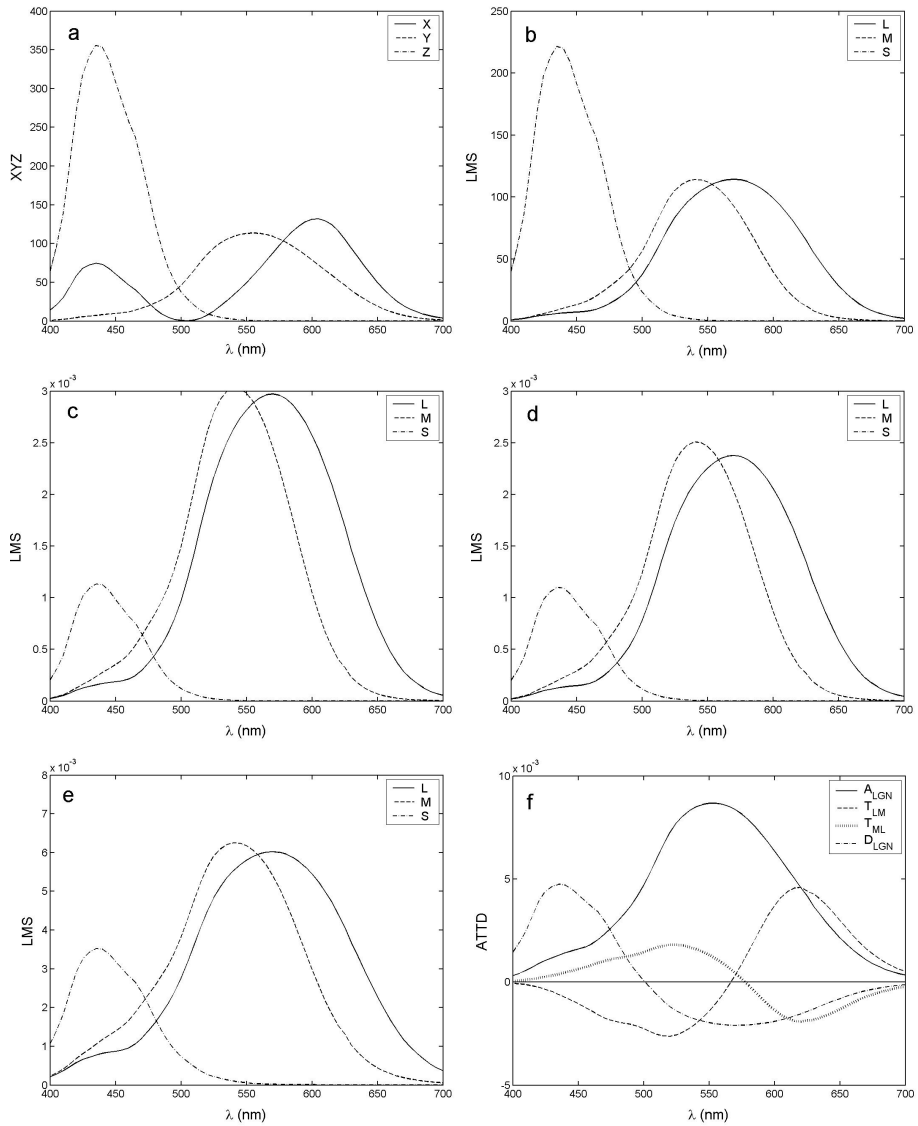 a
X
Y
Z
400
350
300
250
200
150
100
50
0
XYZ
400 450 500 550 600 650 700
λ (nm)
b
L
M
S
250
200
150
100
50
0
LMS
400 450 500 550 600 650 700
λ (nm)
x 10⁻³
c
L
M
S
3
2.5
2
1.5
1
0.5
0
LMS
400 450 500 550 600 650 700
λ (nm)
x 10⁻³
d
L
M
S
3
2.5
2
1.5
1
0.5
0
LMS
400 450 500 550 600 650 700
λ (nm)
x 10⁻³
e
L
M
S
8
7
6
5
4
3
2
1
0
LMS
400 450 500 550 600 650 700
λ (nm)
x 10⁻³
f
A_LGN
T_LM
T_ML
D_LGN
10
5
0
-5
ATTD
400 450 500 550 600 650 700
λ (nm)